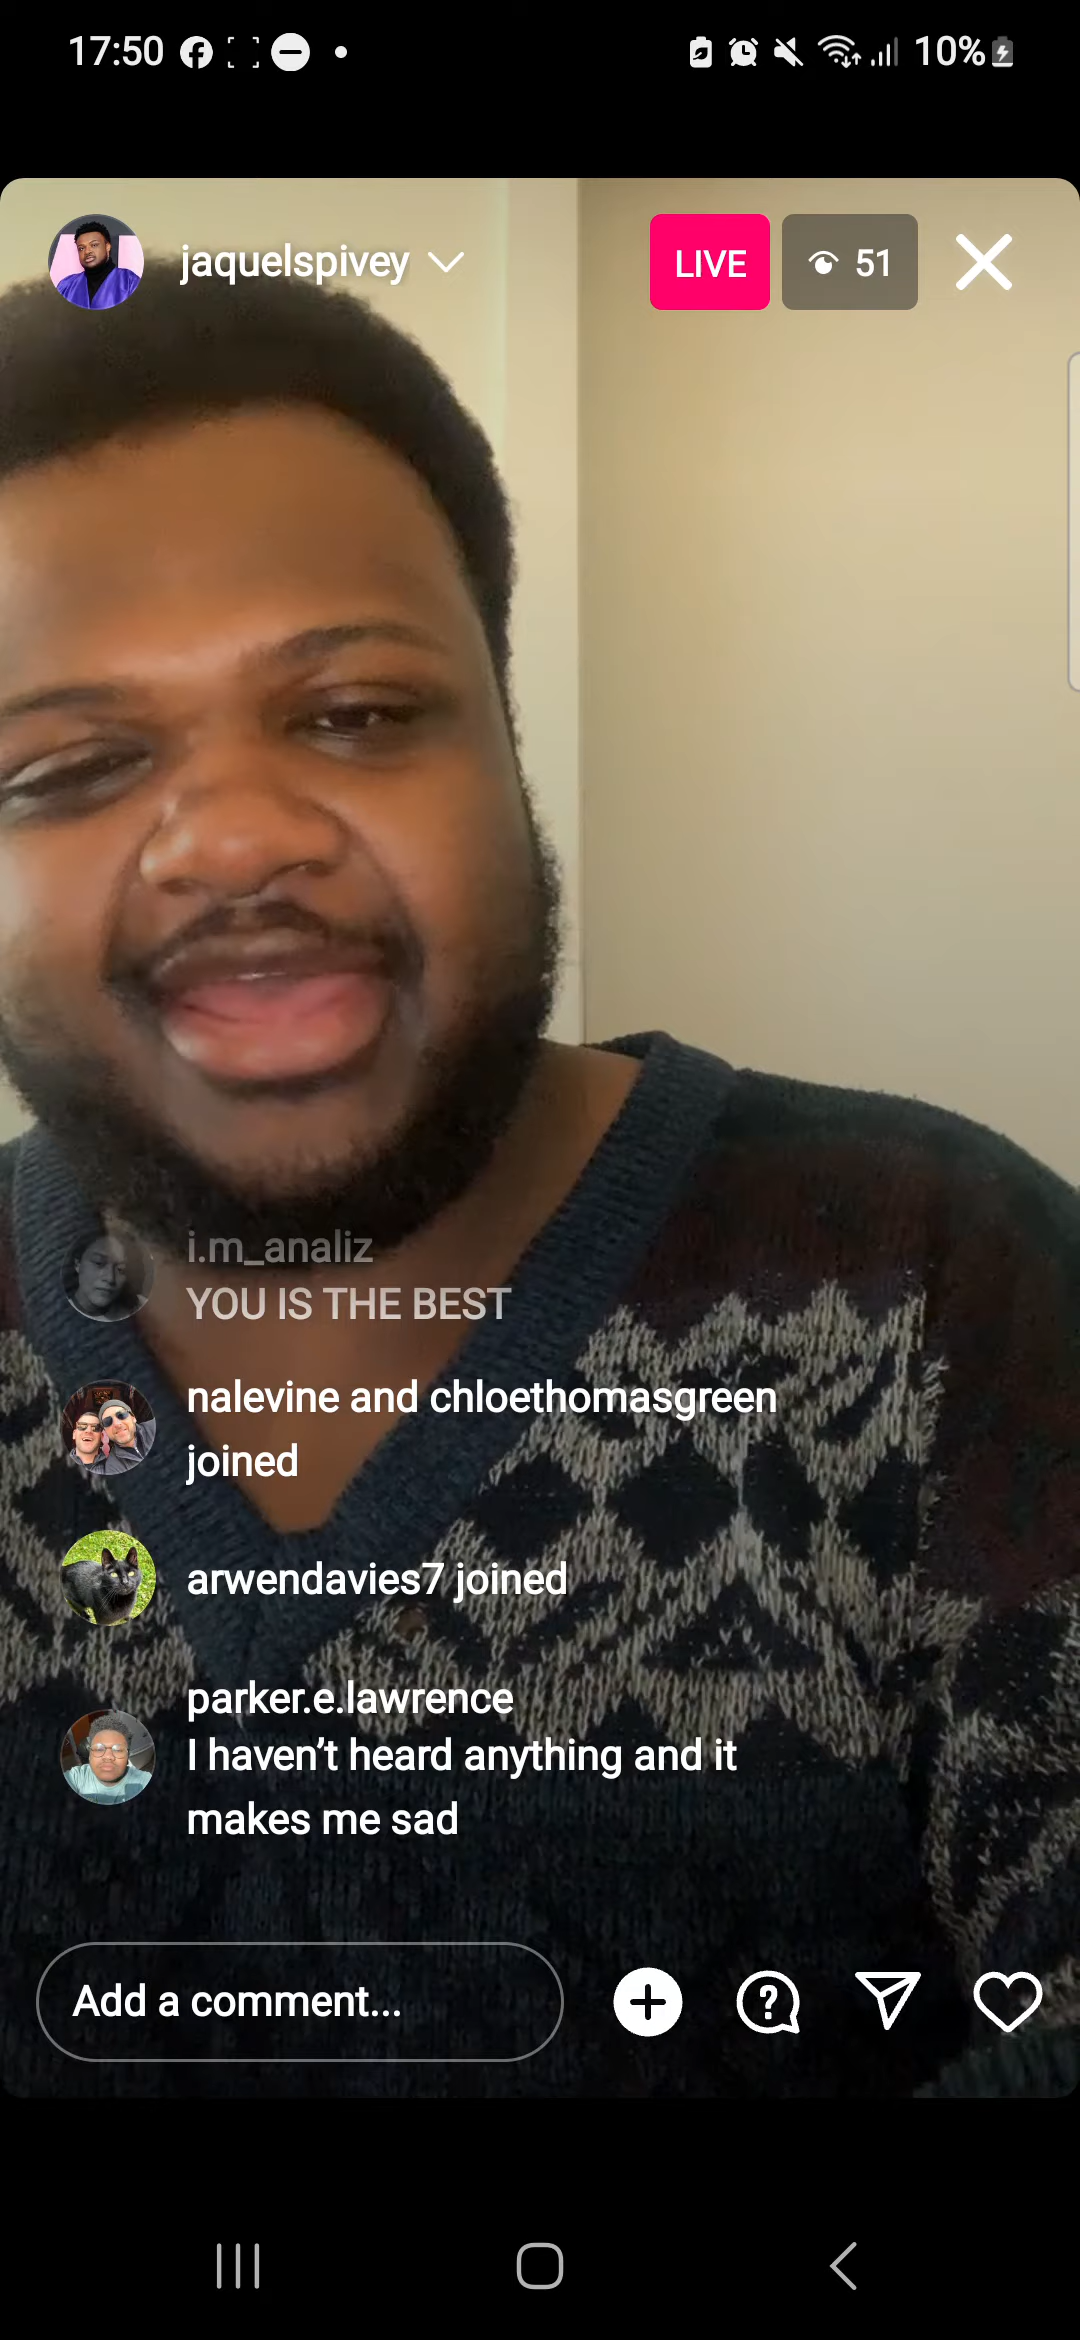 17:50
10%
jaquelspivey
LIVE
51
i.m_analiz
YOU IS THE BEST
nalevine and chloethomasgreen
joined
arwendavies7 joined
parker.e.lawrence
I haven’t heard anything and it
makes me sad
Add a comment...